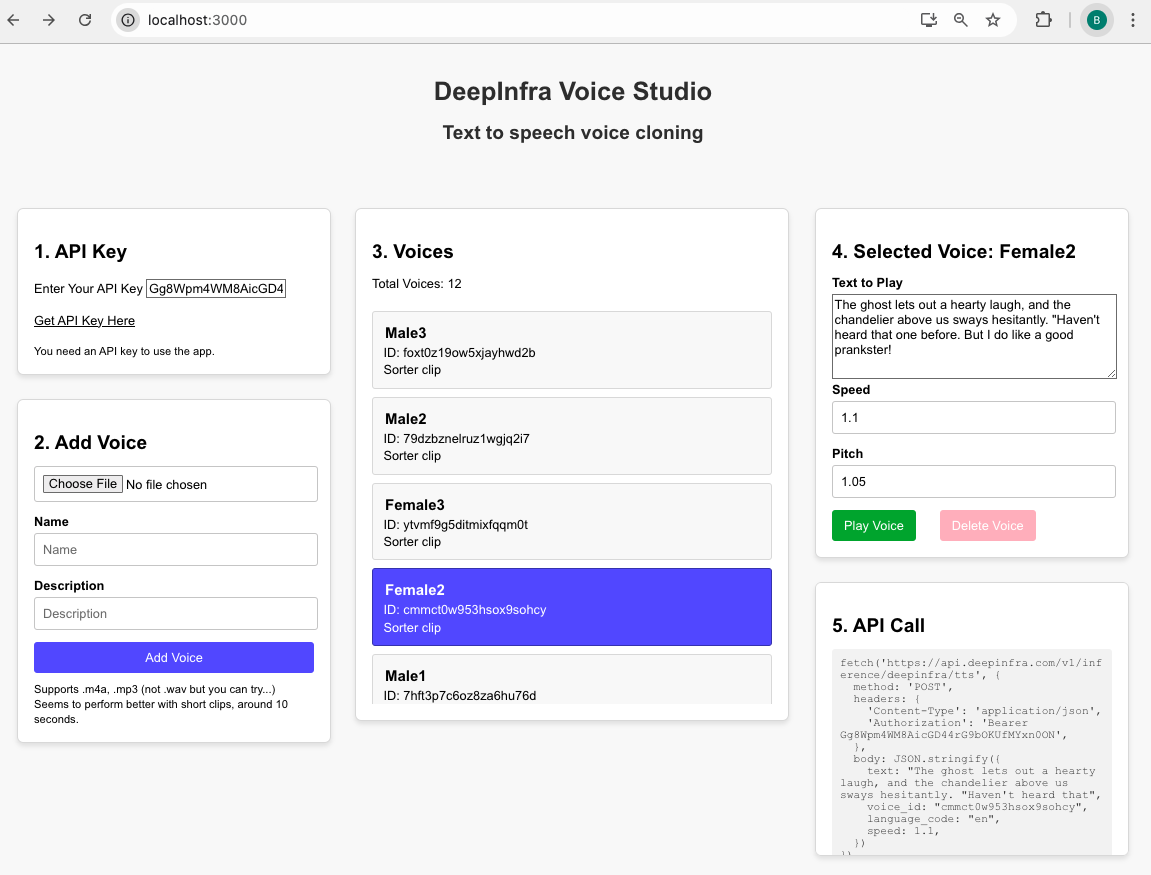 localhost:3000
B
DeepInfra Voice Studio
Text to speech voice cloning
1. API Key
Enter Your API Key Gg8Wpm4WM8AicGD4
Get API Key Here
You need an API key to use the app.
2. Add Voice
Choose File No file chosen
Name
Name
Description
Description
Add Voice
Supports .m4a, .mp3 (not .wav but you can try...)
Seems to perform better with short clips, around 10
seconds.
3. Voices
Total Voices: 12
Male3
ID: foxt0z19ow5xjayhwd2b
Sorter clip
Male2
ID: 79dzbznelruz1wgjq2i7
Sorter clip
Female3
ID: ytvmf9g5ditmixfqqm0t
Sorter clip
Female2
ID: cmmct0w953hsox9sohcy
Sorter clip
Male1
ID: 7hft3p7c6oz8za6hu76d
4. Selected Voice: Female2
Text to Play
The ghost lets out a hearty laugh, and the
chandelier above us sways hesitantly. "Haven't
heard that one before. But I do like a good
prankster!
Speed
1.1
Pitch
1.05
Play Voice Delete Voice
5. API Call
fetch('https://api.deepinfra.com/v1/inf
erence/deepinfra/tts', {
method: 'POST',
headers: {
'Content-Type': 'application/json',
'Authorization': 'Bearer
Gg8Wpm4WM8AicGD44rG9bOKUfMYxn0ON',
},
body: JSON.stringify({
text: "The ghost lets out a hearty
laugh, and the chandelier above us
sways hesitantly. "Haven't heard that",
voice_id: "cmmct0w953hsox9sohcy",
language_code: "en",
speed: 1.1,
})
})